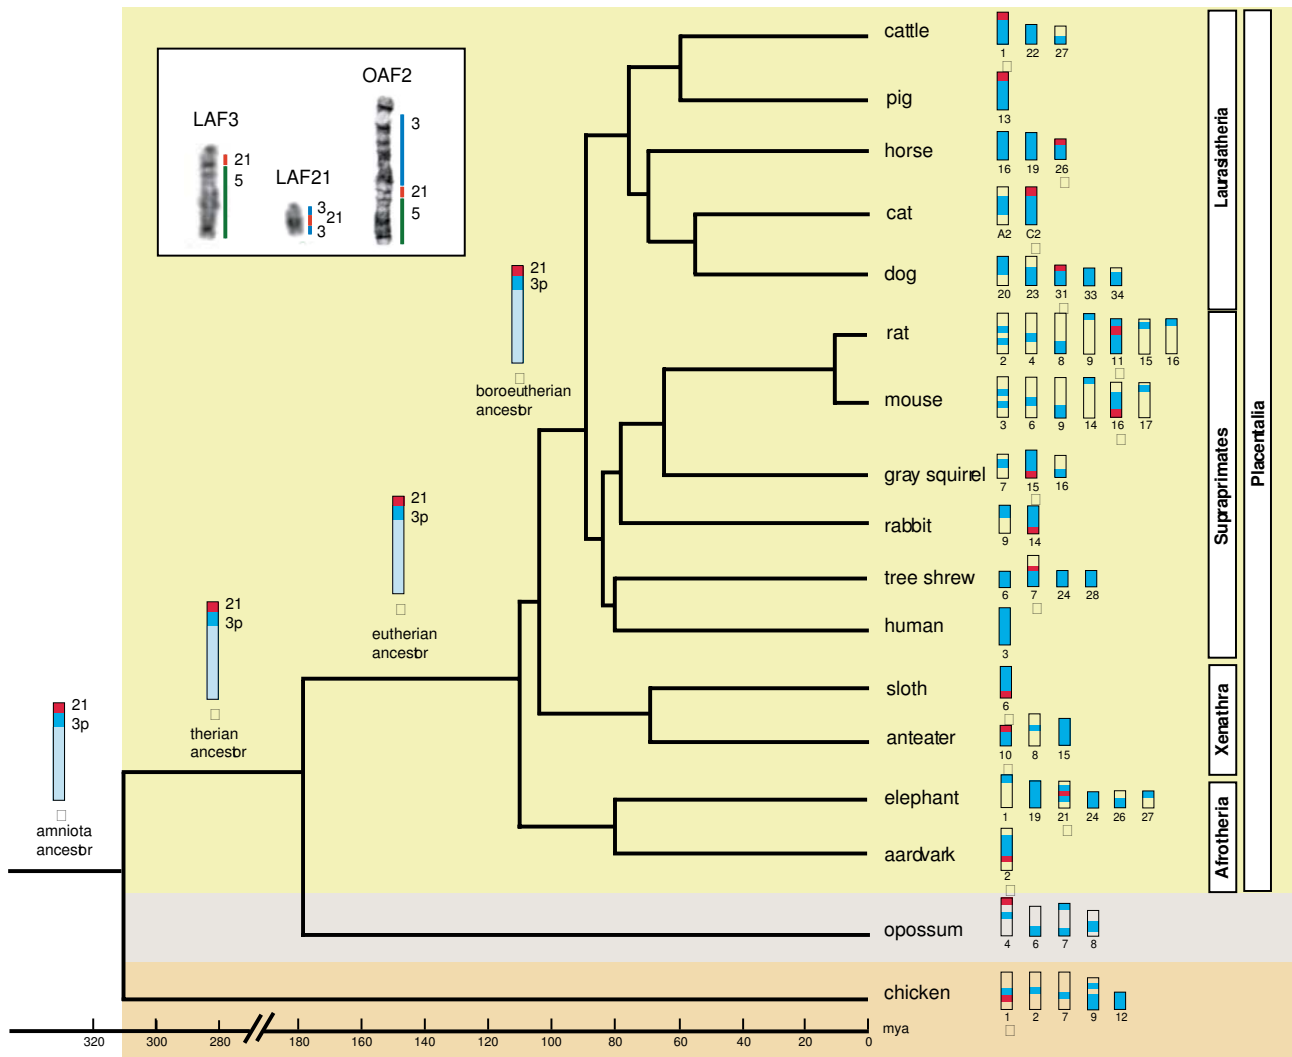 OAF2
LAF3
LAF21
3
21
5
21
5
3
21
3
21
3p
boroeutherian
ancestor
21
3p
eutherian
ancestor
21
3p
therian
ancestor
21
3p
amniota
ancestor
cattle
1 22 27
pig
13
horse
16 19 26
cat
A2 C2
dog
20 23 31 33 34
rat
2 4 8 9 11 15 16
mouse
3 6 9 14 16 17
gray squirrel
7 15 16
rabbit
9 14
tree shrew
6 7 24 28
human
3
sloth
6
anteater
10 8 15
elephant
1 19 21 24 26 27
aardvark
2
opossum
4 6 7 8
chicken
1 2 7 9 12
Laurasiatheria
Supraprimates
Xenathra
Afrotheria
Placentalia
mya
320 300 280 180 160 140 120 100 80 60 40 20 0